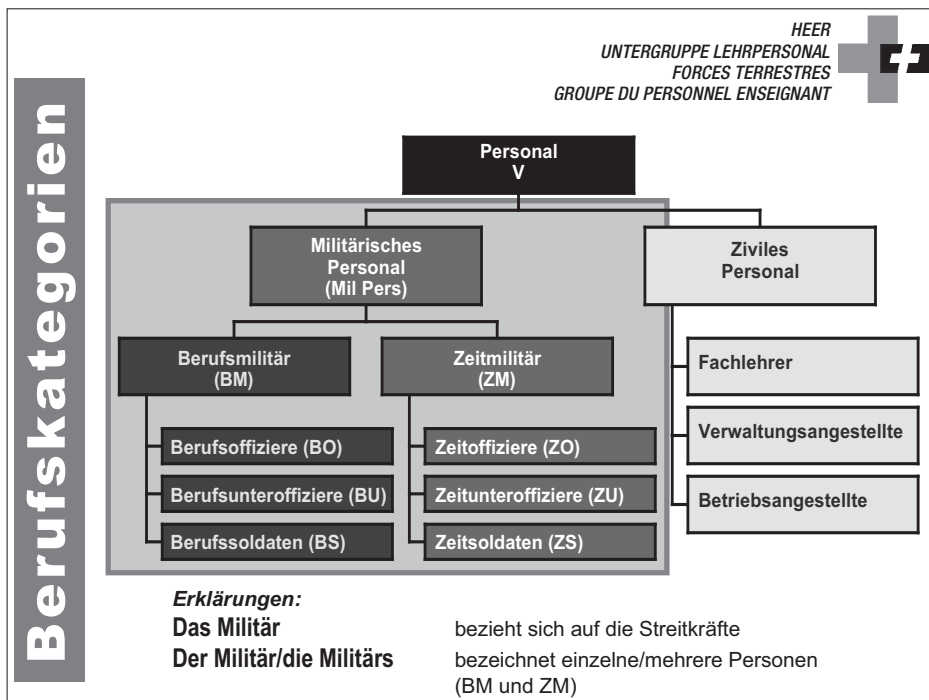 HEER
UNTERGRUPPE LEHRPERSONAL
FORCES TERRESTRES
GROUPE DU PERSONNEL ENSEIGNANT
Berufskategorien
Personal
V
Militärisches
Personal
(Mil Pers)
Ziviles
Personal
Berufsmilitär
(BM)
Zeitmilitär
(ZM)
Fachlehrer
Verwaltungsangestellte
Betriebsangestellte
Berufsoffiziere (BO)
Berufsunteroffiziere (BU)
Berufssoldaten (BS)
Zeitoffiziere (ZO)
Zeitunteroffiziere (ZU)
Zeitsoldaten (ZS)
Erklärungen:
Das Militär bezieht sich auf die Streitkräfte
Der Militär/die Militärs bezeichnet einzelne/mehrere Personen
(BM und ZM)